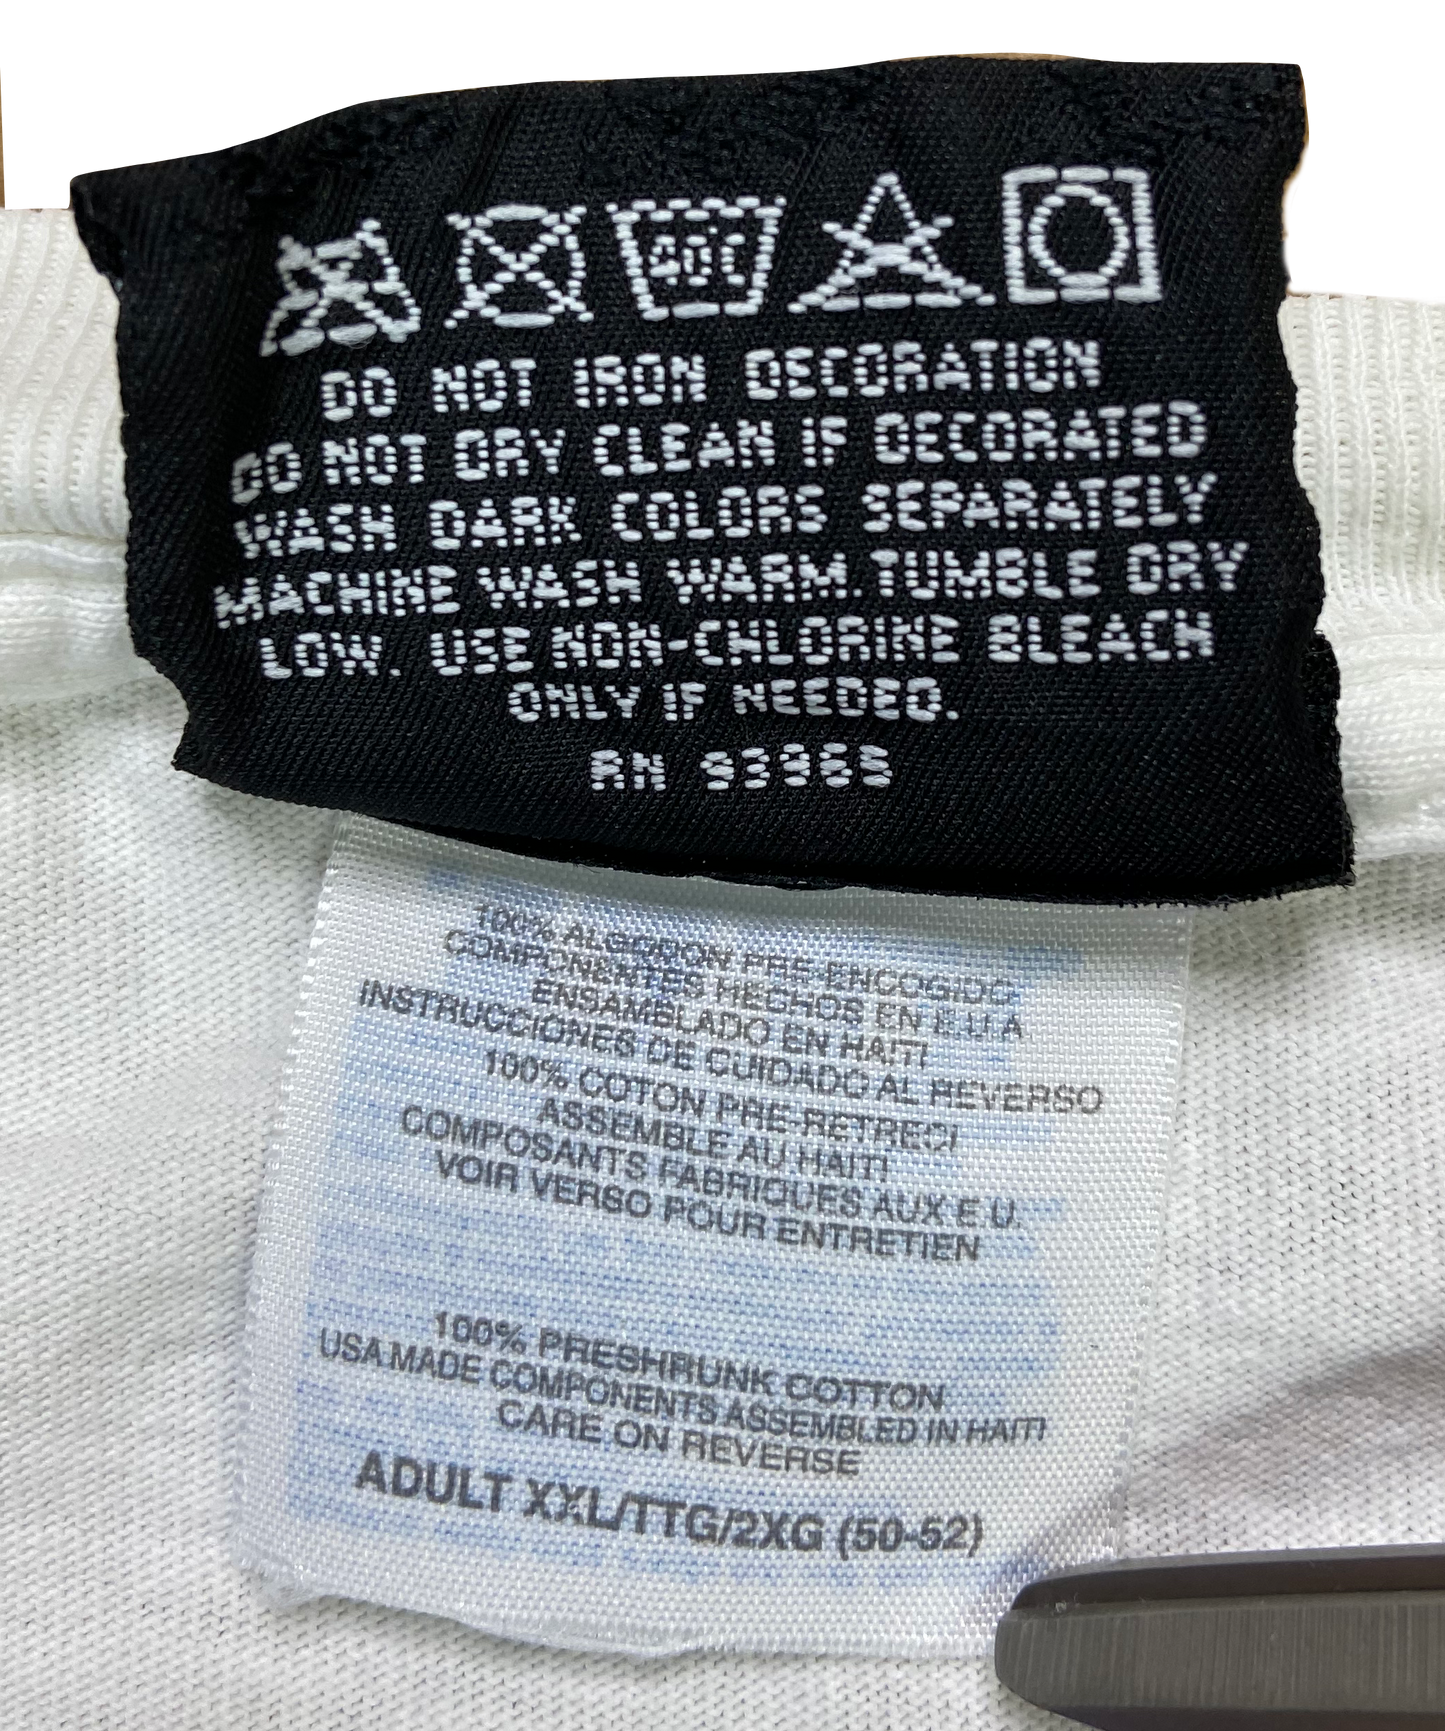 40°C
DO NOT IRON DECORATION
DO NOT DRY CLEAN IF DECORATED
WASH DARK COLORS SEPARATELY
MACHINE WASH WARM. TUMBLE DRY
LOW. USE NON-CHLORINE BLEACH
ONLY IF NEEDED.
RN 93965
100% ALGODON PRE-ENCOGIDO
COMPONENTES HECHOS EN E.U.A
ENSAMBLADO EN HAITI
INSTRUCCIONES DE CUIDADO AL REVERSO
100% COTON PRE-RETRECI
ASSEMBLE AU HAITI
COMPOSANTS FABRIQUES AUX E.U.
VOIR VERSO POUR ENTRETIEN
100% PRESHRUNK COTTON
USA MADE COMPONENTS ASSEMBLED IN HAITI
CARE ON REVERSE
ADULT XXL/TTG/2XG (50-52)